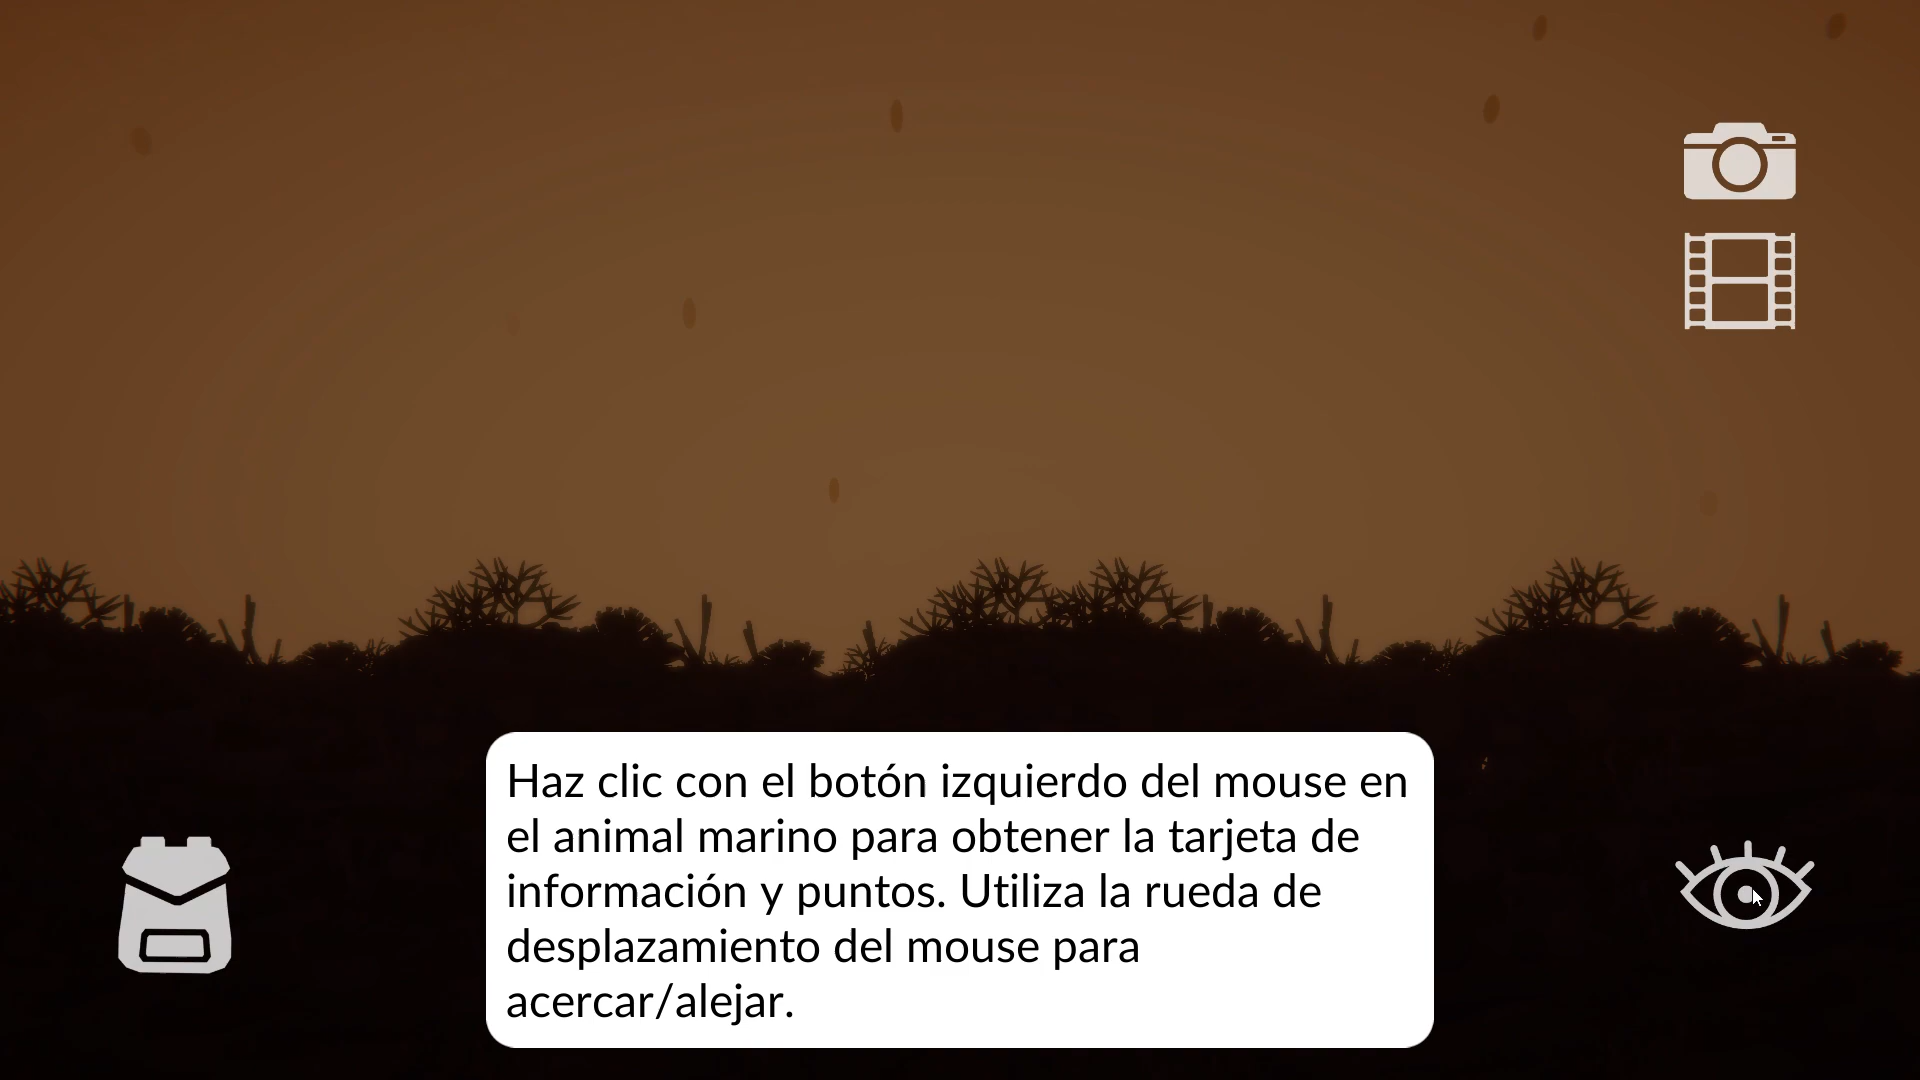 Haz clic con el botón izquierdo del mouse en
el animal marino para obtener la tarjeta de
información y puntos. Utiliza la rueda de
desplazamiento del mouse para
acercar/alejar.